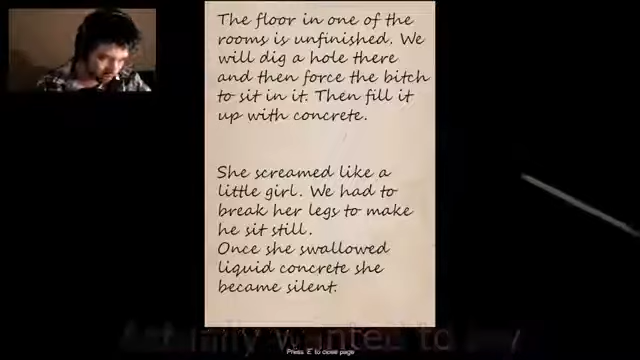 The floor in one of the
rooms is unfinished. We
will dig a hole there
and then force the bitch
to sit in it. Then fill it
up with concrete.
She screamed like a
little girl. We had to
break her legs to make
he sit still.
Once she swallowed
liquid concrete she
became silent.
Actually wanted to
Press 'E' to close page